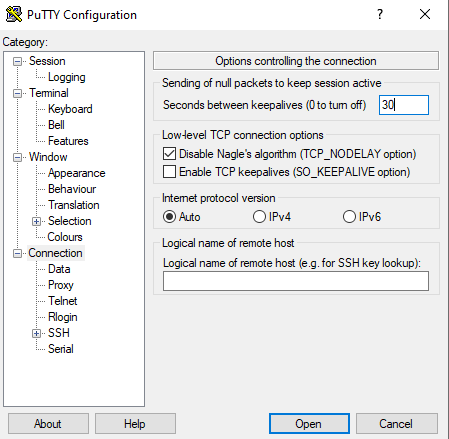 PuTTY Configuration
Category:
Session
Logging
Terminal
Keyboard
Bell
Features
Window
Appearance
Behaviour
Translation
Selection
Colours
Connection
Data
Proxy
Telnet
Rlogin
SSH
Serial
Options controlling the connection
Sending of null packets to keep session active
Seconds between keepalives (0 to turn off) 30
Low-level TCP connection options
Disable Nagle's algorithm (TCP_NODELAY option)
Enable TCP keepalives (SO_KEEPALIVE option)
Internet protocol version
Auto IPv4 IPv6
Logical name of remote host
Logical name of remote host (e.g. for SSH key lookup):
About Help Open Cancel